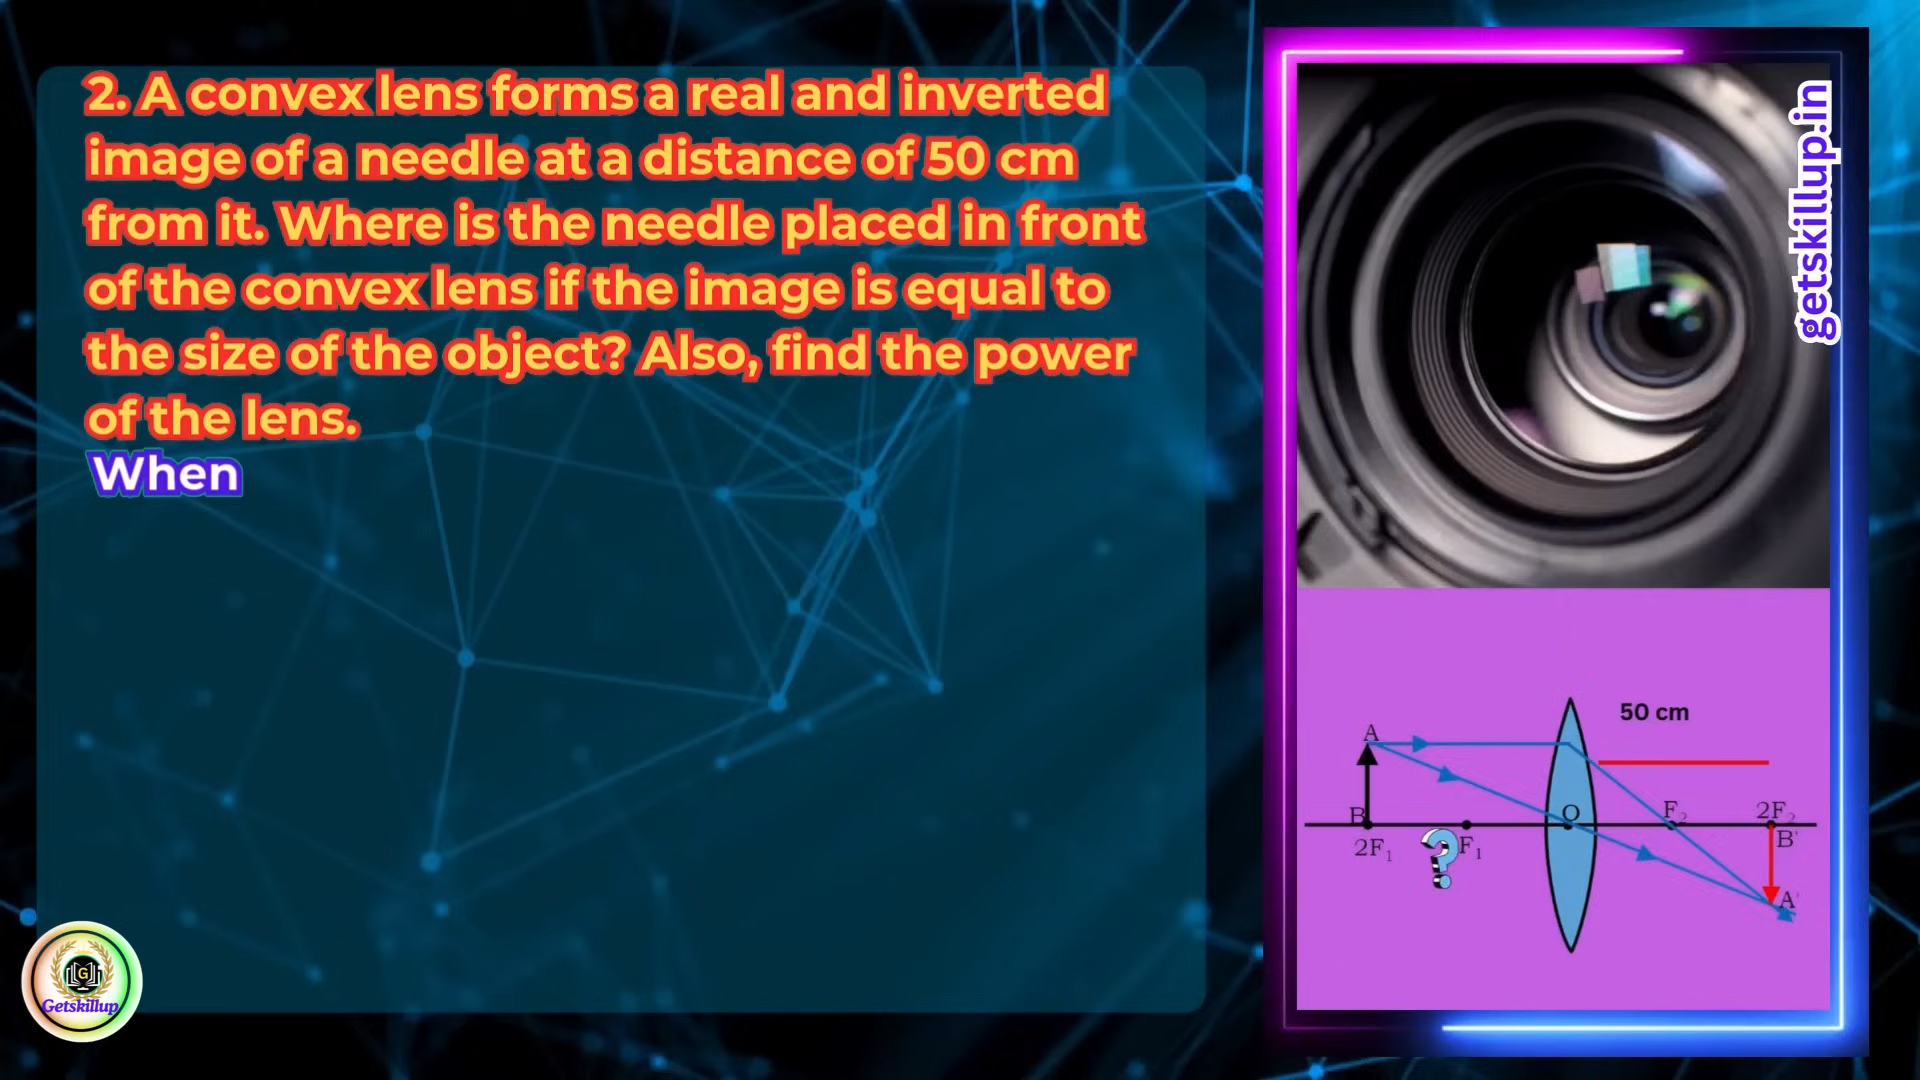 2. A convex lens forms a real and inverted
image of a needle at a distance of 50 cm
from it. Where is the needle placed in front
of the convex lens if the image is equal to
the size of the object? Also, find the power
of the lens.
When
getskillup.in
50 cm
A
B
O
F₂
2F₂
B'
2F₁
F₁
?
A'
G
Getskillup